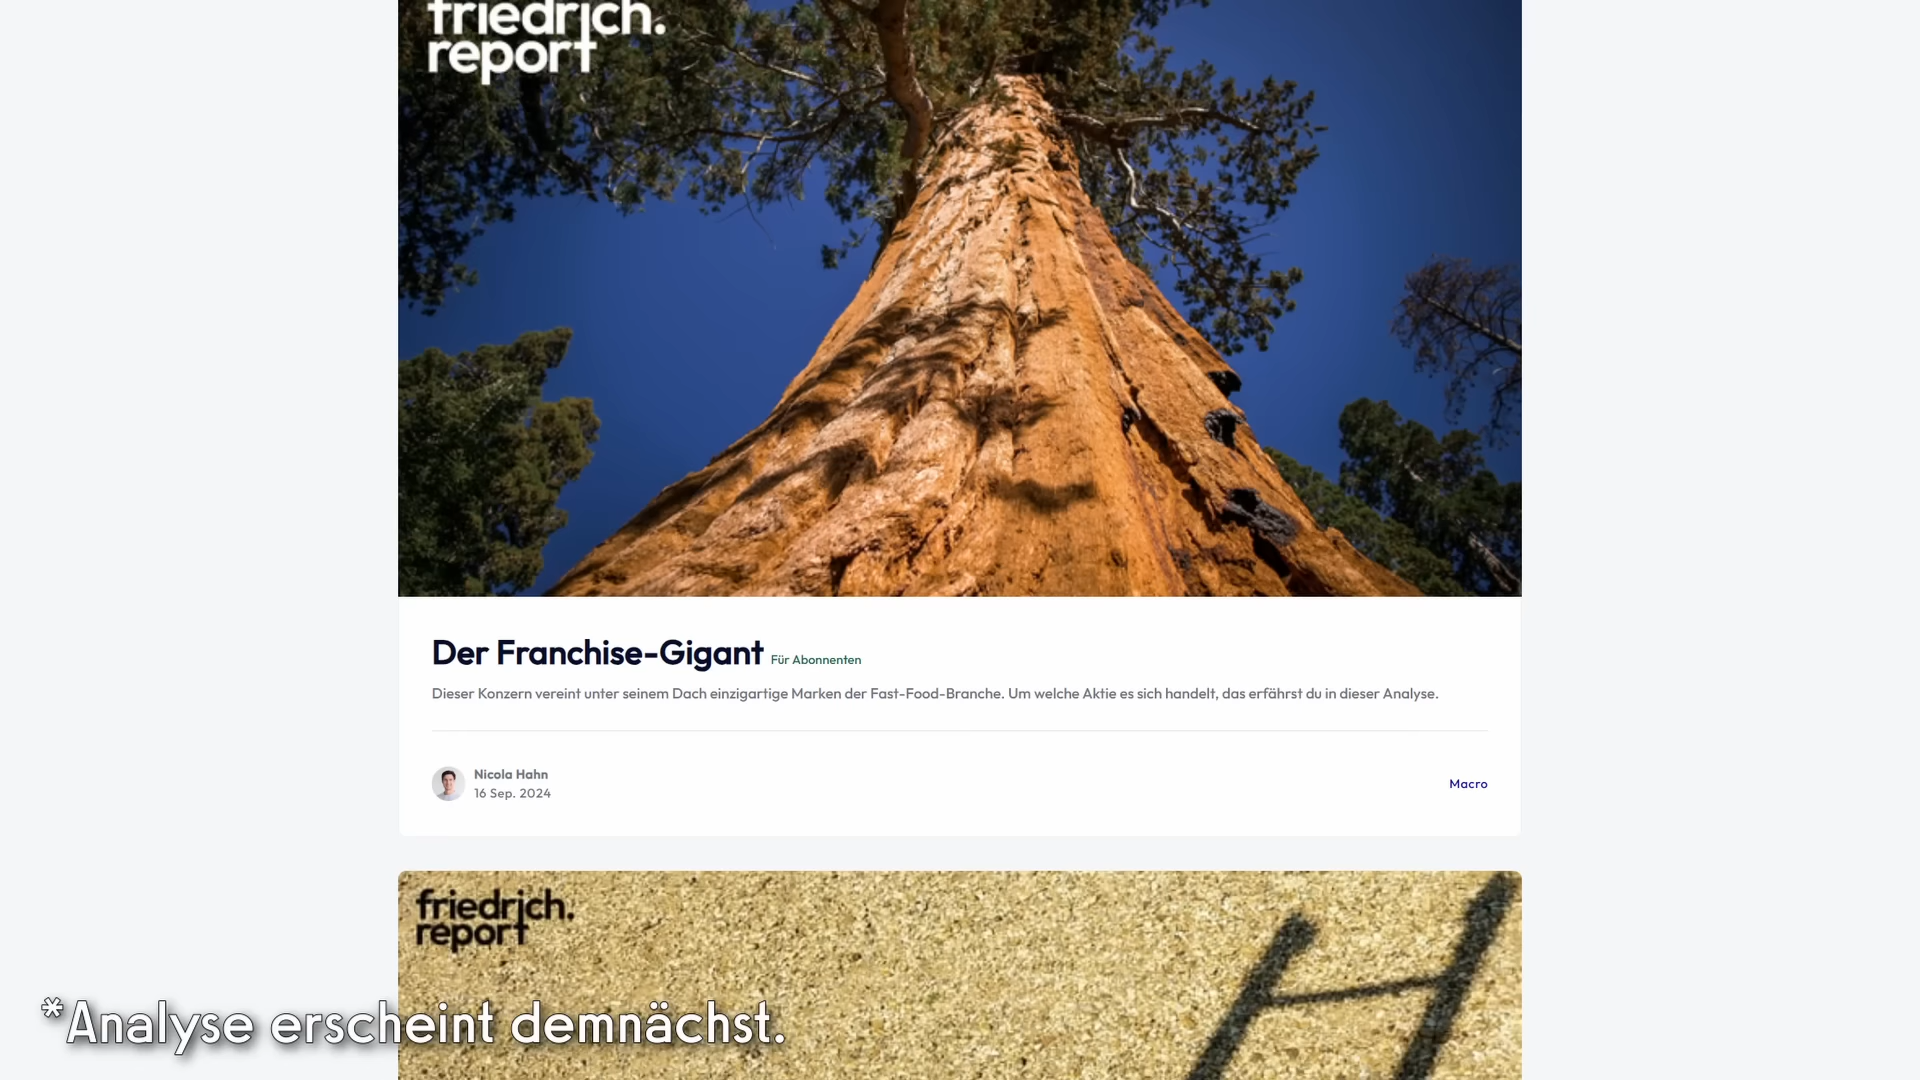 friedrich.
report
Der Franchise-Gigant Für Abonnenten
Dieser Konzern vereint unter seinem Dach einzigartige Marken der Fast-Food-Branche. Um welche Aktie es sich handelt, das erfährst du in dieser Analyse.
Nicola Hahn
16 Sep. 2024
Macro
friedrich.
report
*Analyse erscheint demnächst.